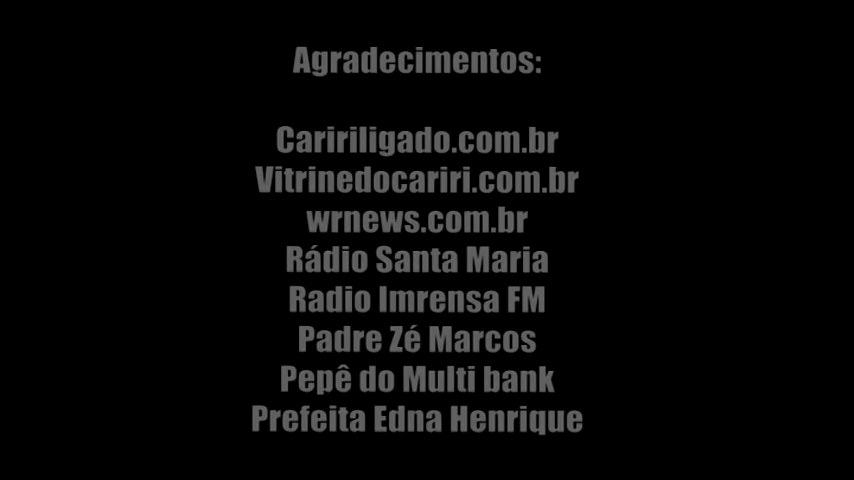 Agradecimentos:
Caririligado.com.br
Vitrinedocariri.com.br
wrnews.com.br
Rádio Santa Maria
Radio Imrensa FM
Padre Zé Marcos
Pepê do Multi bank
Prefeita Edna Henrique